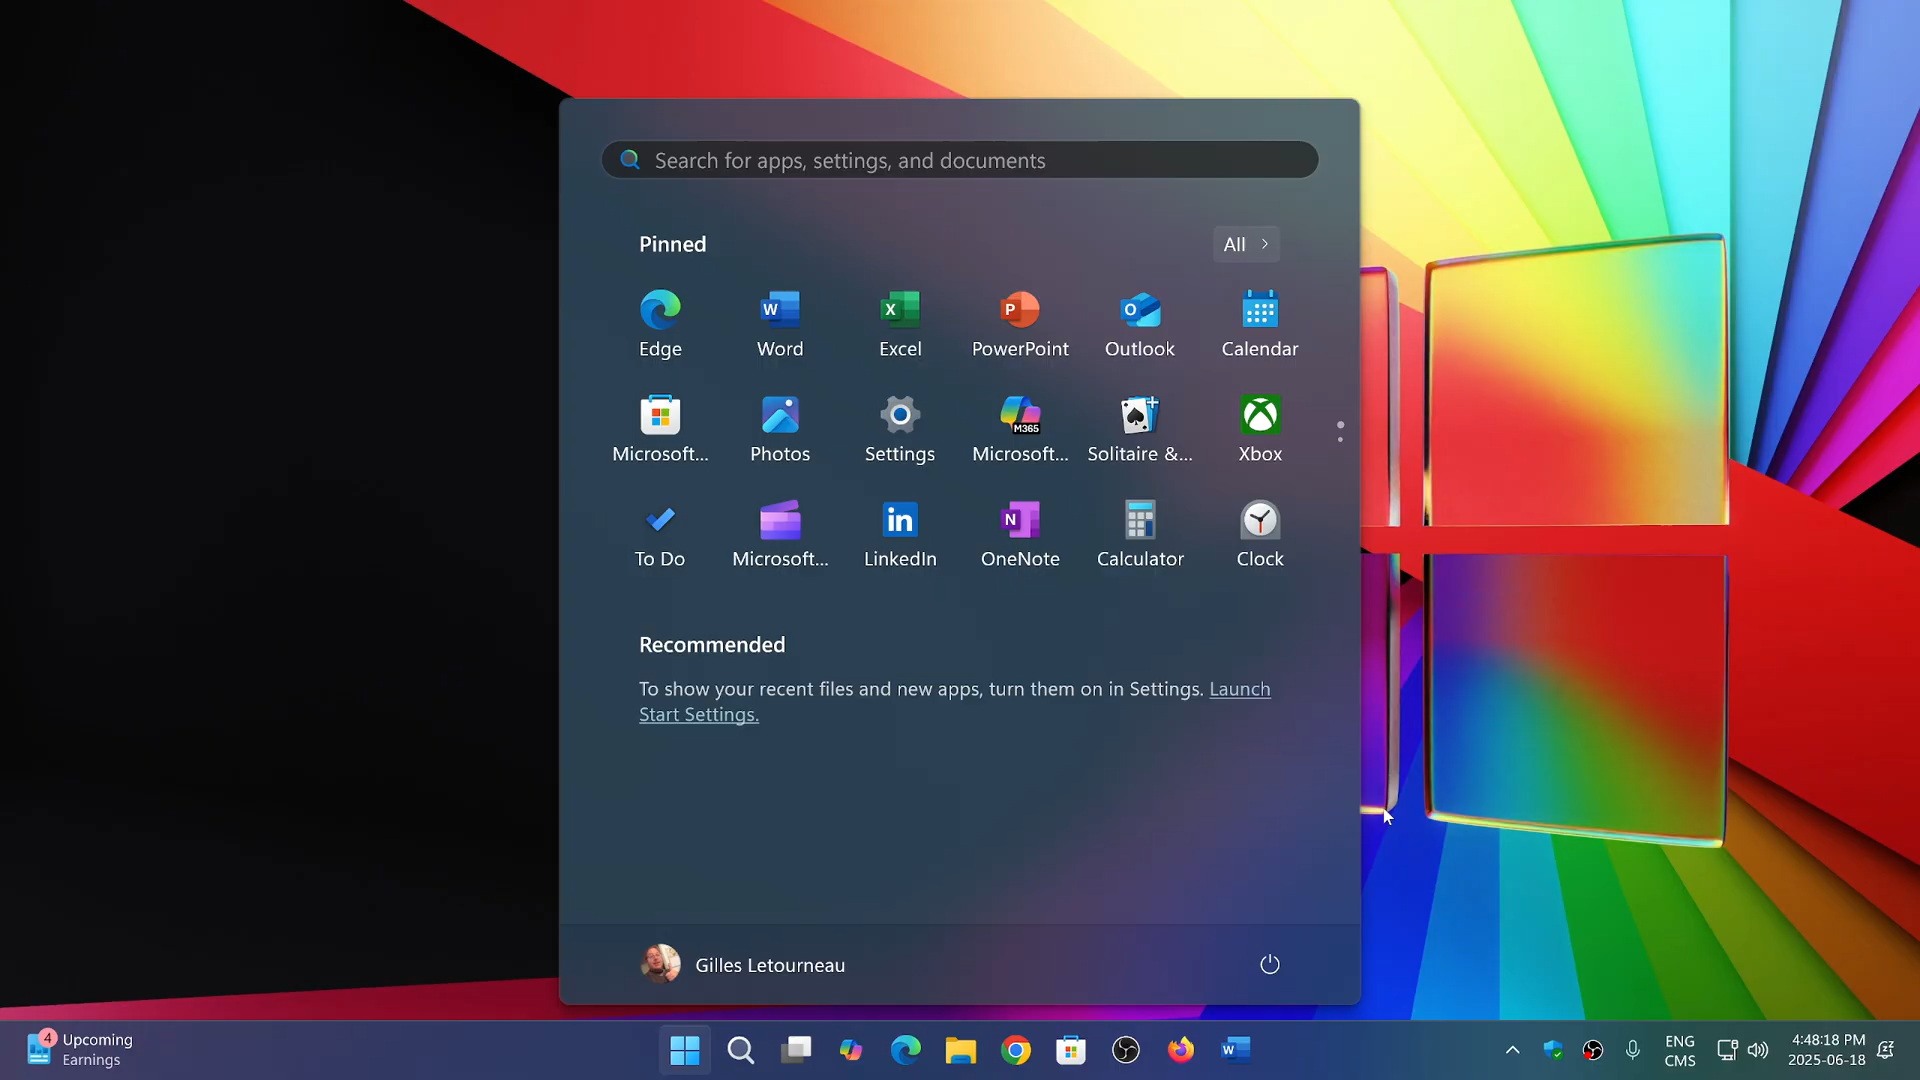 Search for apps, settings, and documents
Pinned
All
Edge
Word
Excel
PowerPoint
Outlook
Calendar
Microsoft...
Photos
Settings
M365
Microsoft...
Solitaire &...
Xbox
To Do
Microsoft...
LinkedIn
OneNote
Calculator
Clock
Recommended
To show your recent files and new apps, turn them on in Settings. Launch
Start Settings.
Gilles Letourneau
4
Upcoming
Earnings
ENG
CMS
4:48:18 PM
2025-06-18